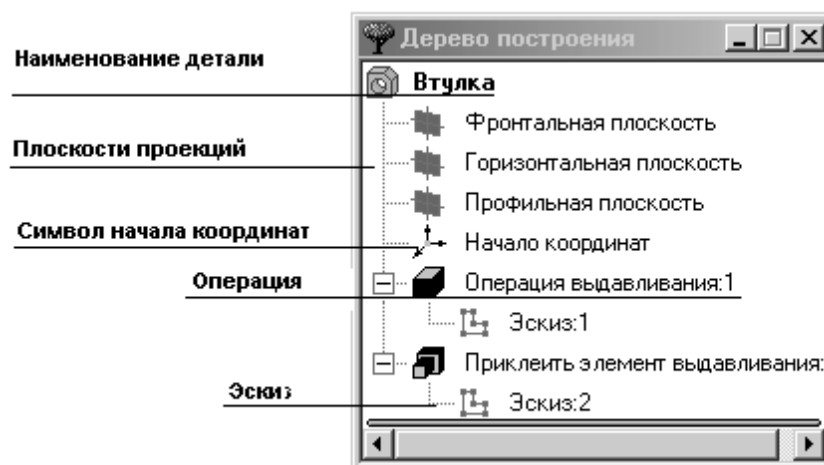 Дерево построения
Наименование детали
Втулка
Фронтальная плоскость
Плоскости проекций
Горизонтальная плоскость
Профильная плоскость
Символ начала координат
Начало координат
Операция
Операция выдавливания:1
Эскиз:1
Приклеить элемент выдавливания:
Эскиз
Эскиз:2